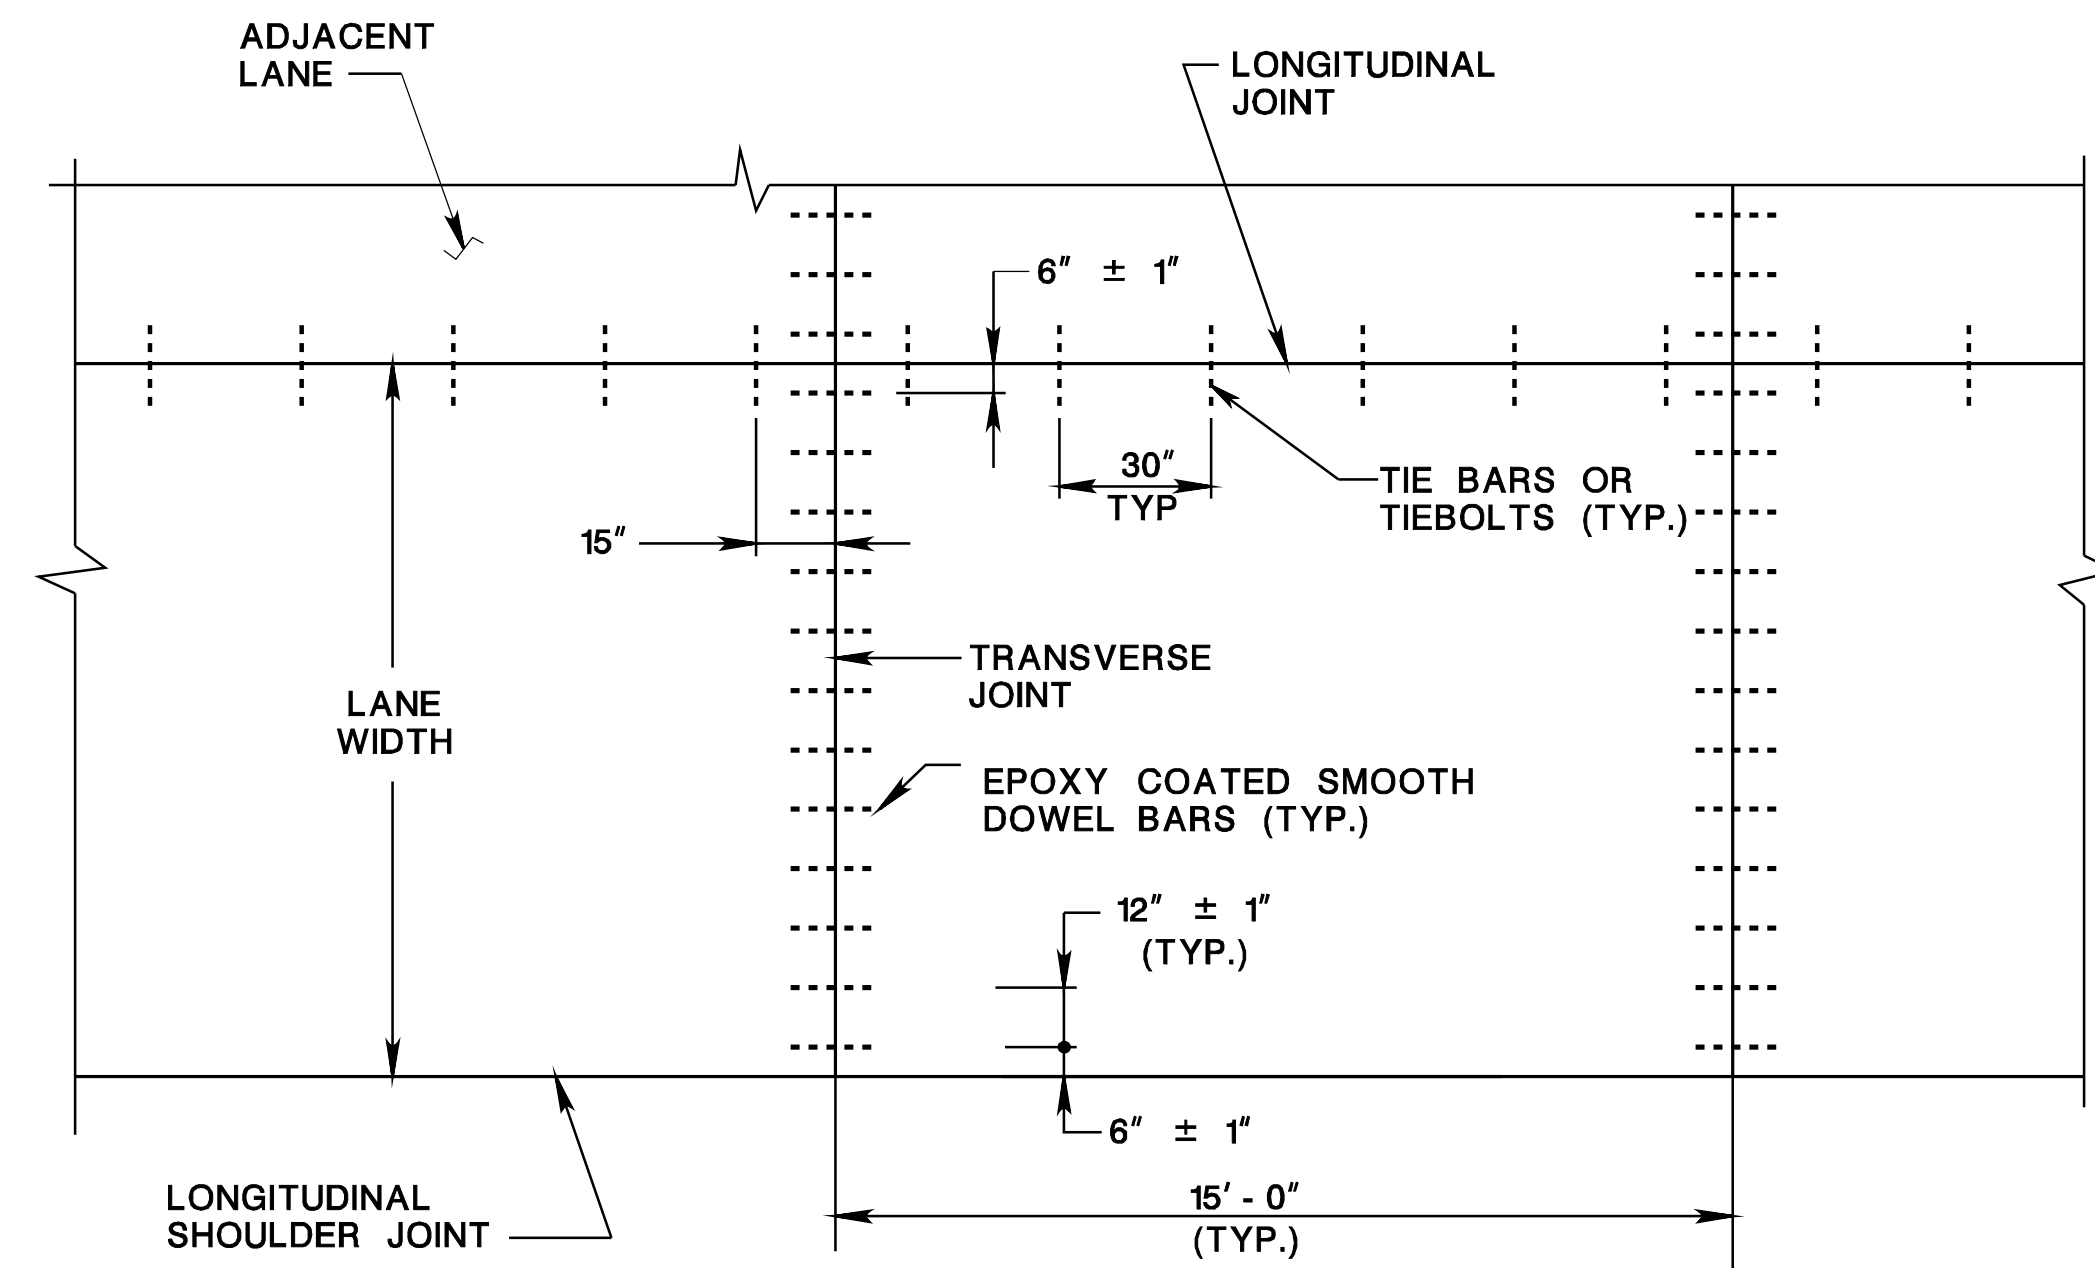 ADJACENT
LANE
LONGITUDINAL
JOINT
6" ± 1"
30"
TYP
TIE BARS OR
TIEBOLTS (TYP.)
15"
TRANSVERSE
JOINT
LANE
WIDTH
EPOXY COATED SMOOTH
DOWEL BARS (TYP.)
12" ± 1"
(TYP.)
6" ± 1"
LONGITUDINAL
SHOULDER JOINT
15' - 0"
(TYP.)